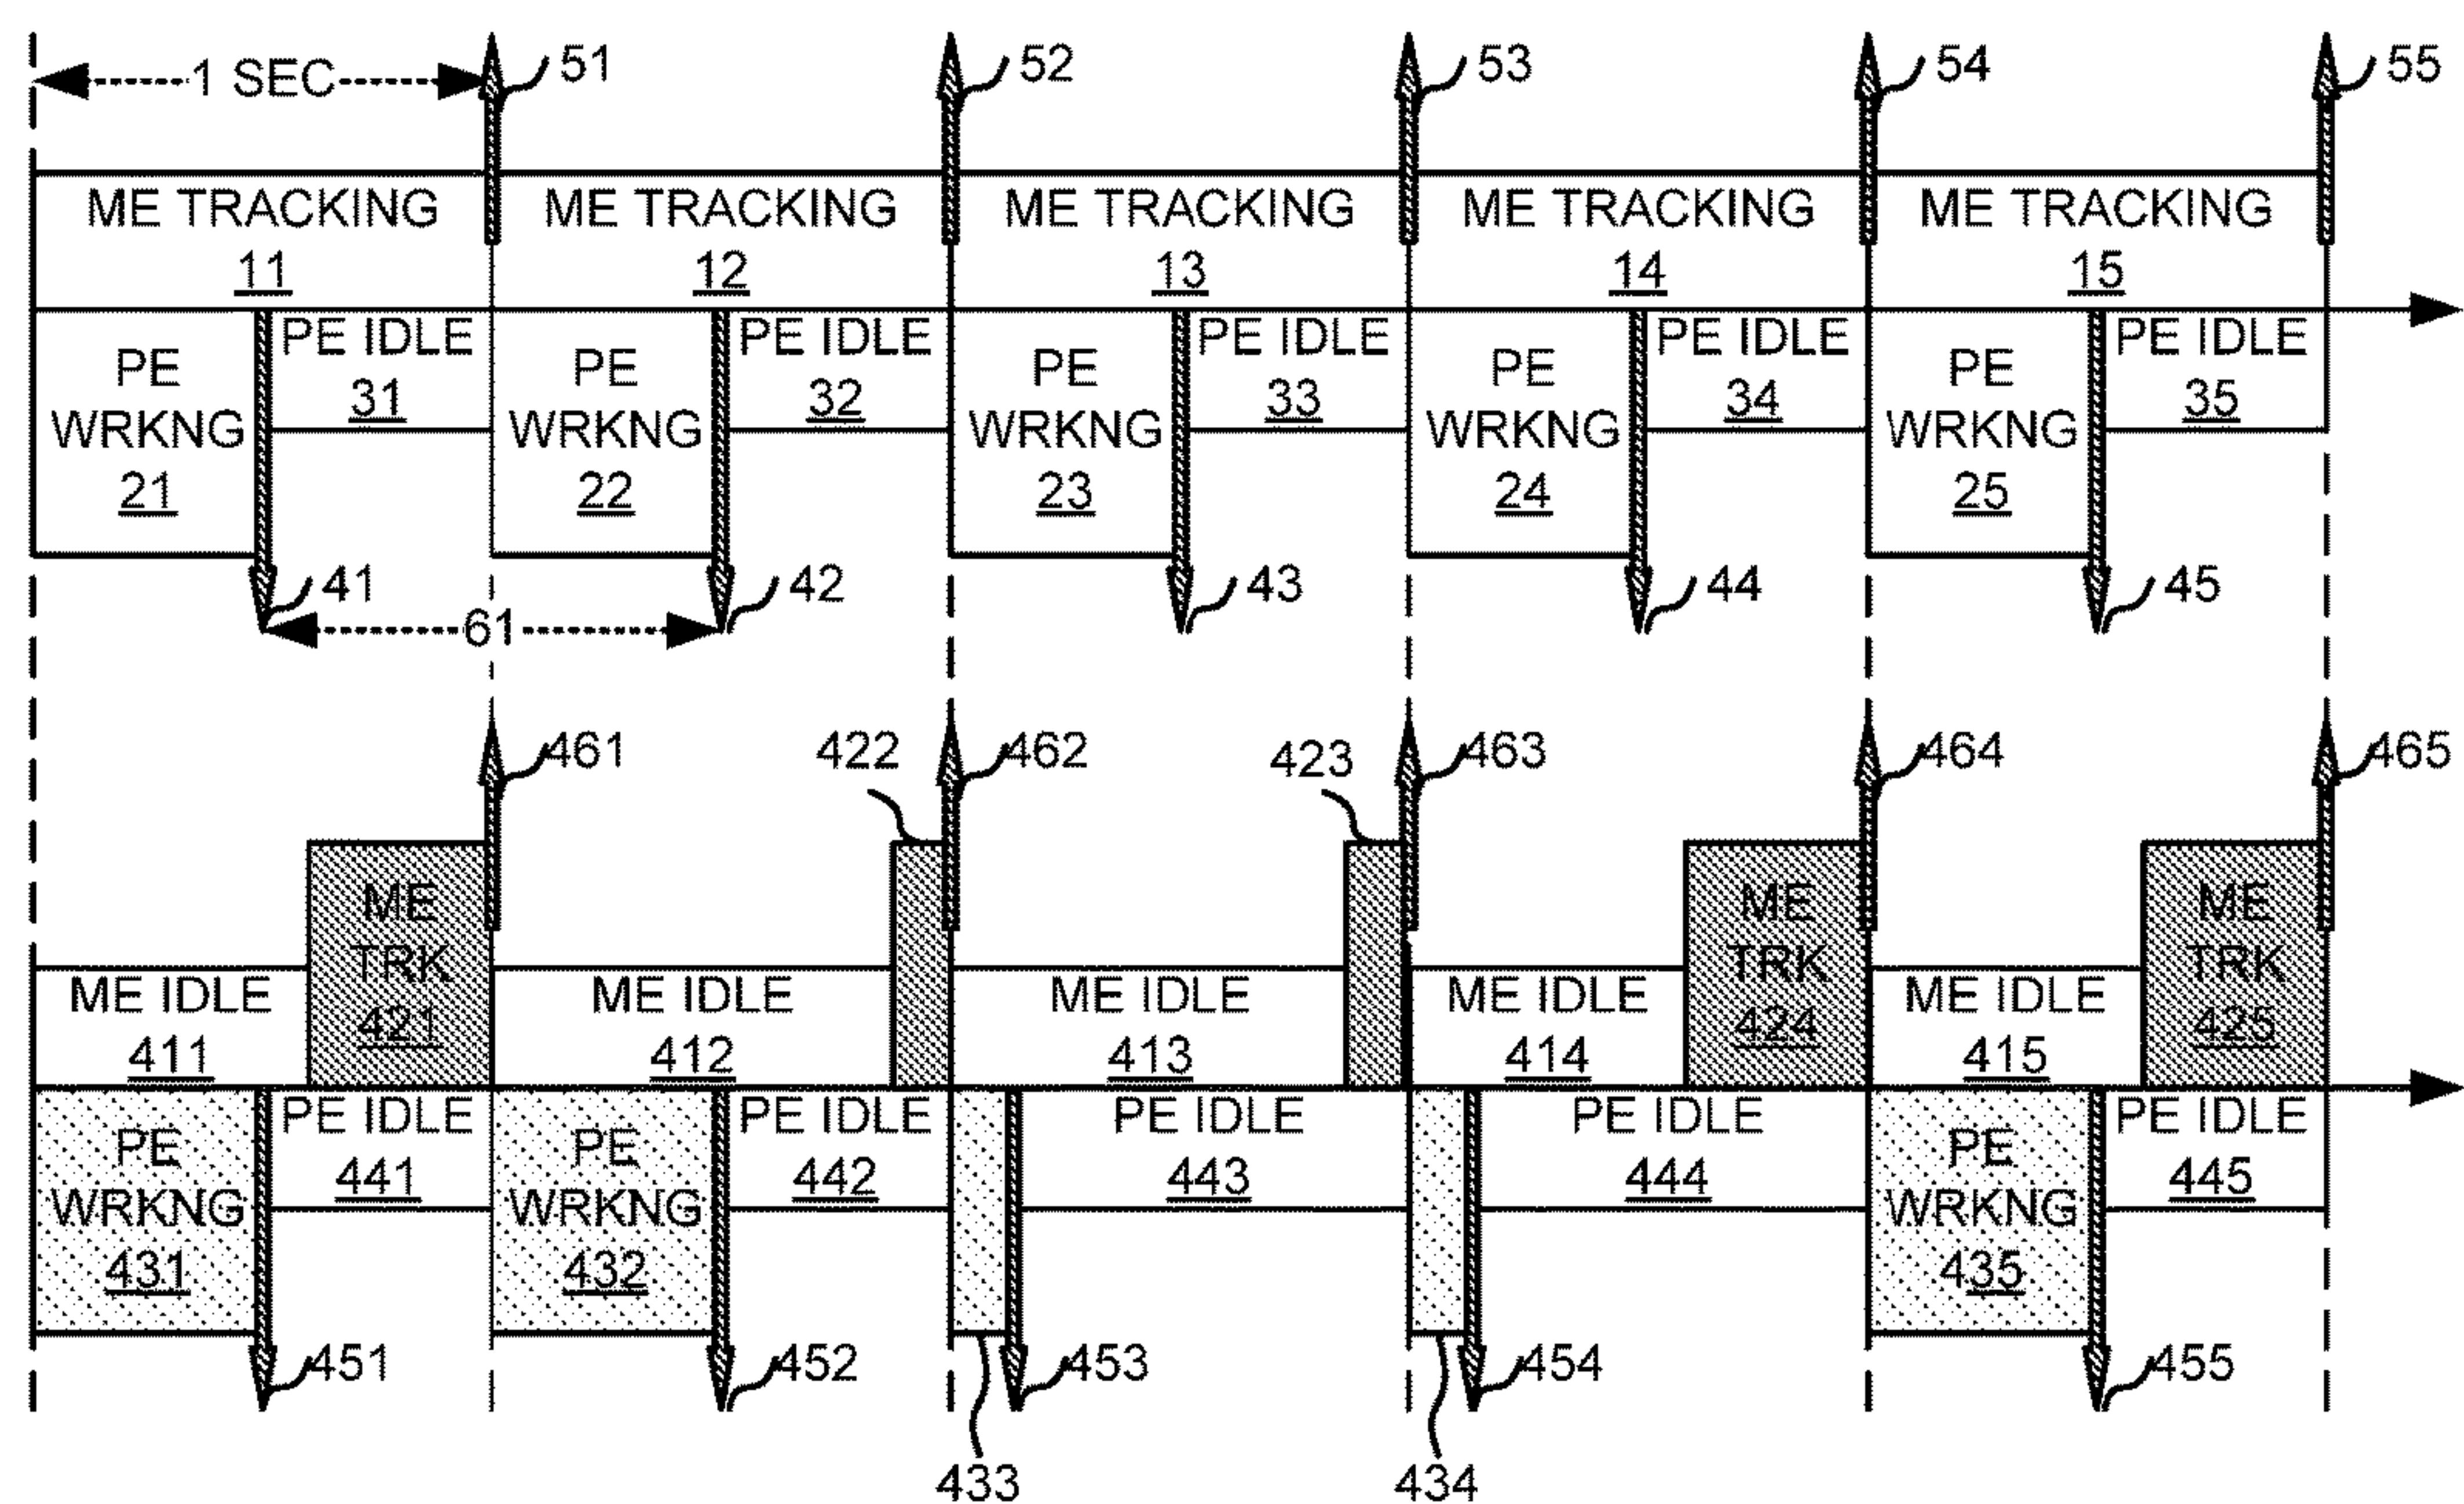 1 SEC
51
52
53
54
55
ME TRACKING
11
ME TRACKING
12
ME TRACKING
13
ME TRACKING
14
ME TRACKING
15
PE
WRKNG
21
PE IDLE
31
PE
WRKNG
22
PE IDLE
32
PE
WRKNG
23
PE IDLE
33
PE
WRKNG
24
PE IDLE
34
PE
WRKNG
25
PE IDLE
35
41
42
43
44
45
61
461
422
462
423
463
464
465
ME IDLE
411
ME
TRK
421
ME IDLE
412
ME IDLE
413
ME IDLE
414
ME
TRK
424
ME IDLE
415
ME
TRK
425
PE
WRKNG
431
PE IDLE
441
PE
WRKNG
432
PE IDLE
442
PE IDLE
443
PE IDLE
444
PE
WRKNG
435
PE IDLE
445
451
452
453
454
455
433
434